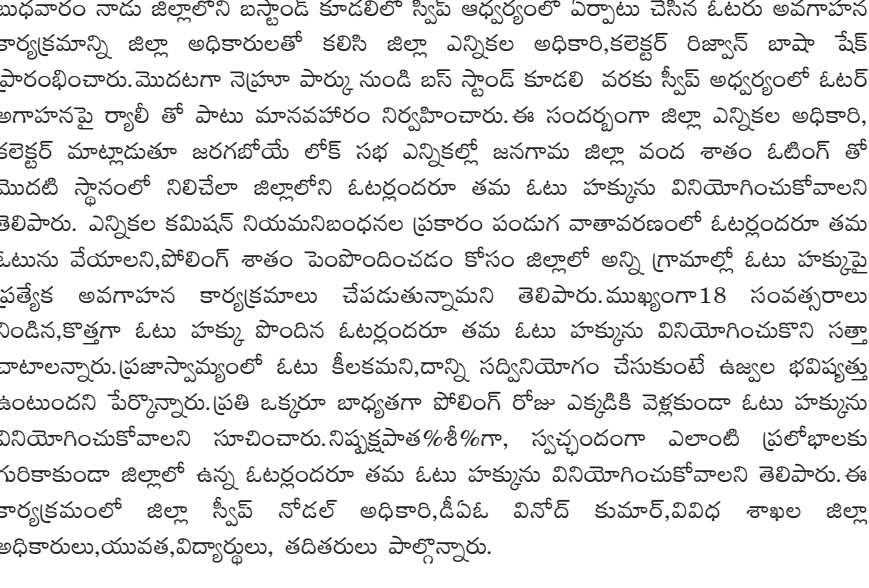 బుధవారం నాడు జిల్లాలోని బస్టాండ్ కూడలిలో స్వీప్ ఆధ్వర్యంలో ఏర్పాటు చేసిన ఓటరు అవగాహన
కార్యక్రమాన్ని జిల్లా అధికారులతో కలిసి జిల్లా ఎన్నికల అధికారి,కలెక్టర్ రిజ్వాన్ బాషా షేక్
ప్రారంభించారు.మొదటగా నెహ్రూ పార్కు నుండి బస్ స్టాండ్ కూడలి వరకు స్వీప్ అధ్వర్యంలో ఓటర్
అగాహనపై ర్యాలీ తో పాటు మానవహారం నిర్వహించారు.ఈ సందర్భంగా జిల్లా ఎన్నికల అధికారి,
కలెక్టర్ మాట్లాడుతూ జరగబోయే లోక్ సభ ఎన్నికల్లో జనగామ జిల్లా వంద శాతం ఓటింగ్ తో
మొదటి స్థానంలో నిలిచేలా జిల్లాలోని ఓటర్లందరూ తమ ఓటు హక్కును వినియోగించుకోవాలని
తెలిపారు. ఎన్నికల కమిషన్ నియమనిబంధనల ప్రకారం పండుగ వాతావరణంలో ఓటర్లందరూ తమ
ఓటును వేయాలని,పోలింగ్ శాతం పెంపొందించడం కోసం జిల్లాలో అన్ని గ్రామాల్లో ఓటు హక్కుపై
ప్రత్యేక అవగాహన కార్యక్రమాలు చేపడుతున్నామని తెలిపారు.ముఖ్యంగా18 సంవత్సరాలు
నిండిన,కొత్తగా ఓటు హక్కు పొందిన ఓటర్లందరూ తమ ఓటు హక్కును వినియోగించుకొని సత్తా
చాటాలన్నారు.ప్రజాస్వామ్యంలో ఓటు కీలకమని,దాన్ని సద్వినియోగం చేసుకుంటే ఉజ్వల భవిష్యత్తు
ఉంటుందని పేర్కొన్నారు.ప్రతి ఒక్కరూ బాధ్యతగా పోలింగ్ రోజు ఎక్కడికి వెళ్లకుండా ఓటు హక్కును
వినియోగించుకోవాలని సూచించారు.నిష్పక్షపాత%శీ%గా, స్వచ్ఛందంగా ఎలాంటి ప్రలోభాలకు
గురికాకుండా జిల్లాలో ఉన్న ఓటర్లందరూ తమ ఓటు హక్కును వినియోగించుకోవాలని తెలిపారు.ఈ
కార్యక్రమంలో జిల్లా స్వీప్ నోడల్ అధికారి,డీఏఓ వినోద్ కుమార్,వివిధ శాఖల జిల్లా
అధికారులు,యువత,విద్యార్థులు, తదితరులు పాల్గొన్నారు.